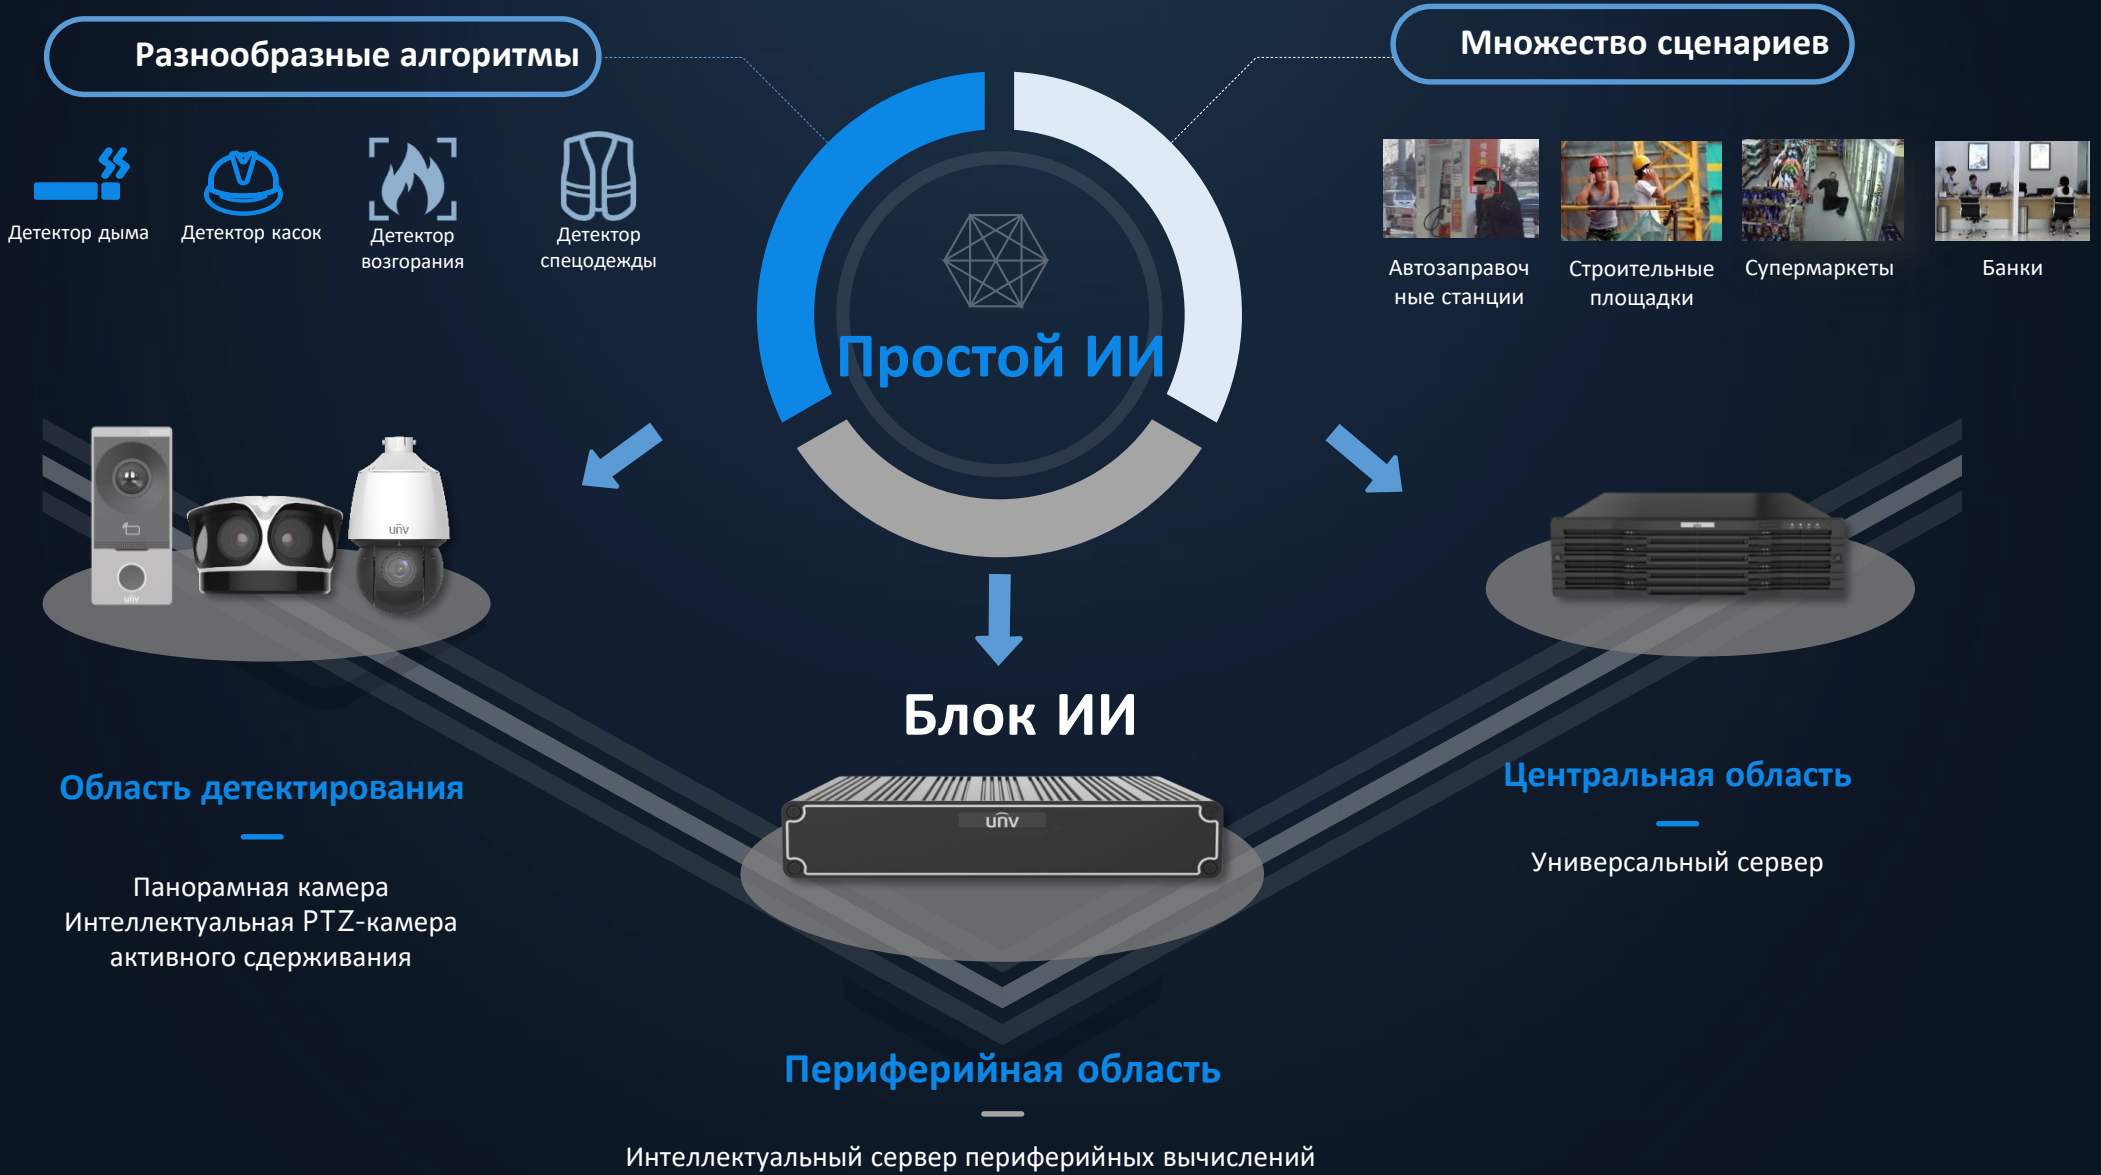 Разнообразные алгоритмы
Множество сценариев
Детектор дыма
Детектор касок
Детектор
возгорания
Детектор
спецодежды
Автозаправоч
ные станции
Строительные
площадки
Супермаркеты
Банки
Простой ИИ
unv
unv
Блок ИИ
unv
Область детектирования
Панорамная камера
Интеллектуальная PTZ-камера
активного сдерживания
Центральная область
Универсальный сервер
Периферийная область
Интеллектуальный сервер периферийных вычислений